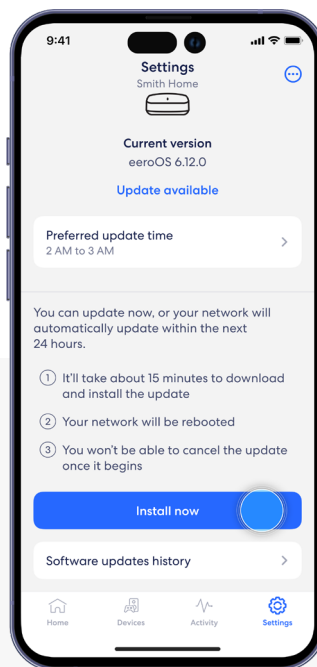 9:41
Settings
Smith Home
Current version
eeroOS 6.12.0
Update available
Preferred update time
2 AM to 3 AM
You can update now, or your network will
automatically update within the next
24 hours.
1 It'll take about 15 minutes to download
and install the update
2 Your network will be rebooted
3 You won't be able to cancel the update
once it begins
Install now
Software updates history
Home Devices Activity Settings